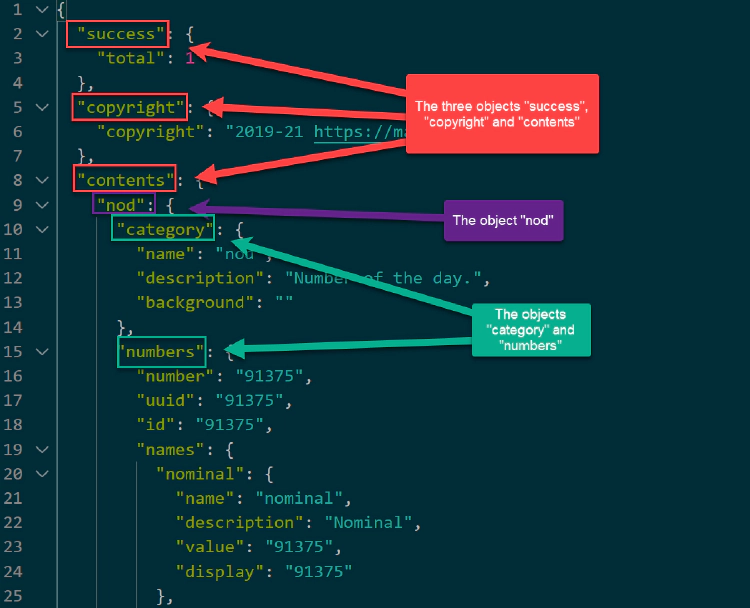 1 {
2 "success": {
3 "total": 1
4 },
5 "copyright": {
6 "copyright": "2019-21 https://ma
7 },
8 "contents": {
9 "nod": {
10 "category": {
11 "name": "nod",
12 "description": "Number of the day.",
13 "background": ""
14 },
15 "numbers": {
16 "number": "91375",
17 "uuid": "91375",
18 "id": "91375",
19 "names": {
20 "nominal": {
21 "name": "nominal",
22 "description": "Nominal",
23 "value": "91375",
24 "display": "91375"
25 },
The three objects "success",
"copyright" and "contents"
The object "nod"
The objects
"category" and
"numbers"